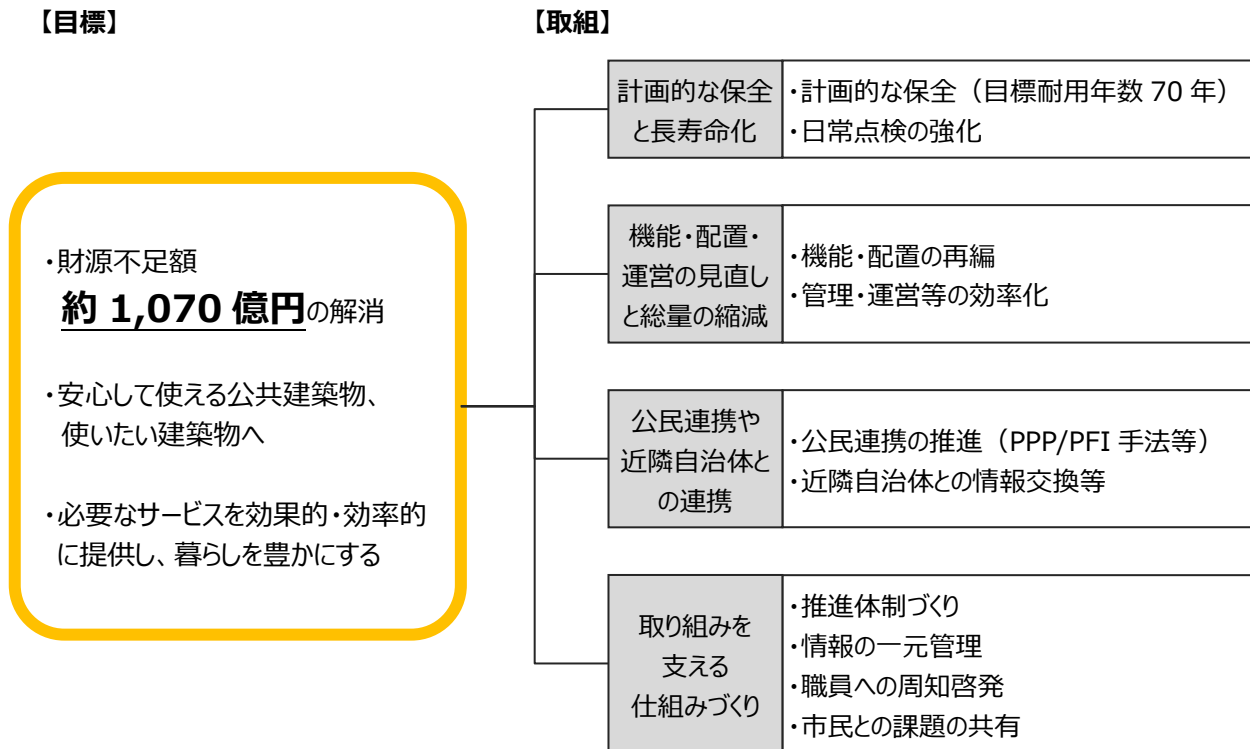 【目標】
【取組】
・財源不足額
約 1,070 億円の解消
・安心して使える公共建築物、
使いたい建築物へ
・必要なサービスを効果的・効率的
に提供し、暮らしを豊かにする
計画的な保全
と長寿命化
・計画的な保全（目標耐用年数 70 年）
・日常点検の強化
機能・配置・
運営の見直し
と総量の縮減
・機能・配置の再編
・管理・運営等の効率化
公民連携や
近隣自治体と
の連携
・公民連携の推進（PPP/PFI 手法等）
・近隣自治体との情報交換等
取り組みを
支える
仕組みづくり
・推進体制づくり
・情報の一元管理
・職員への周知啓発
・市民との課題の共有